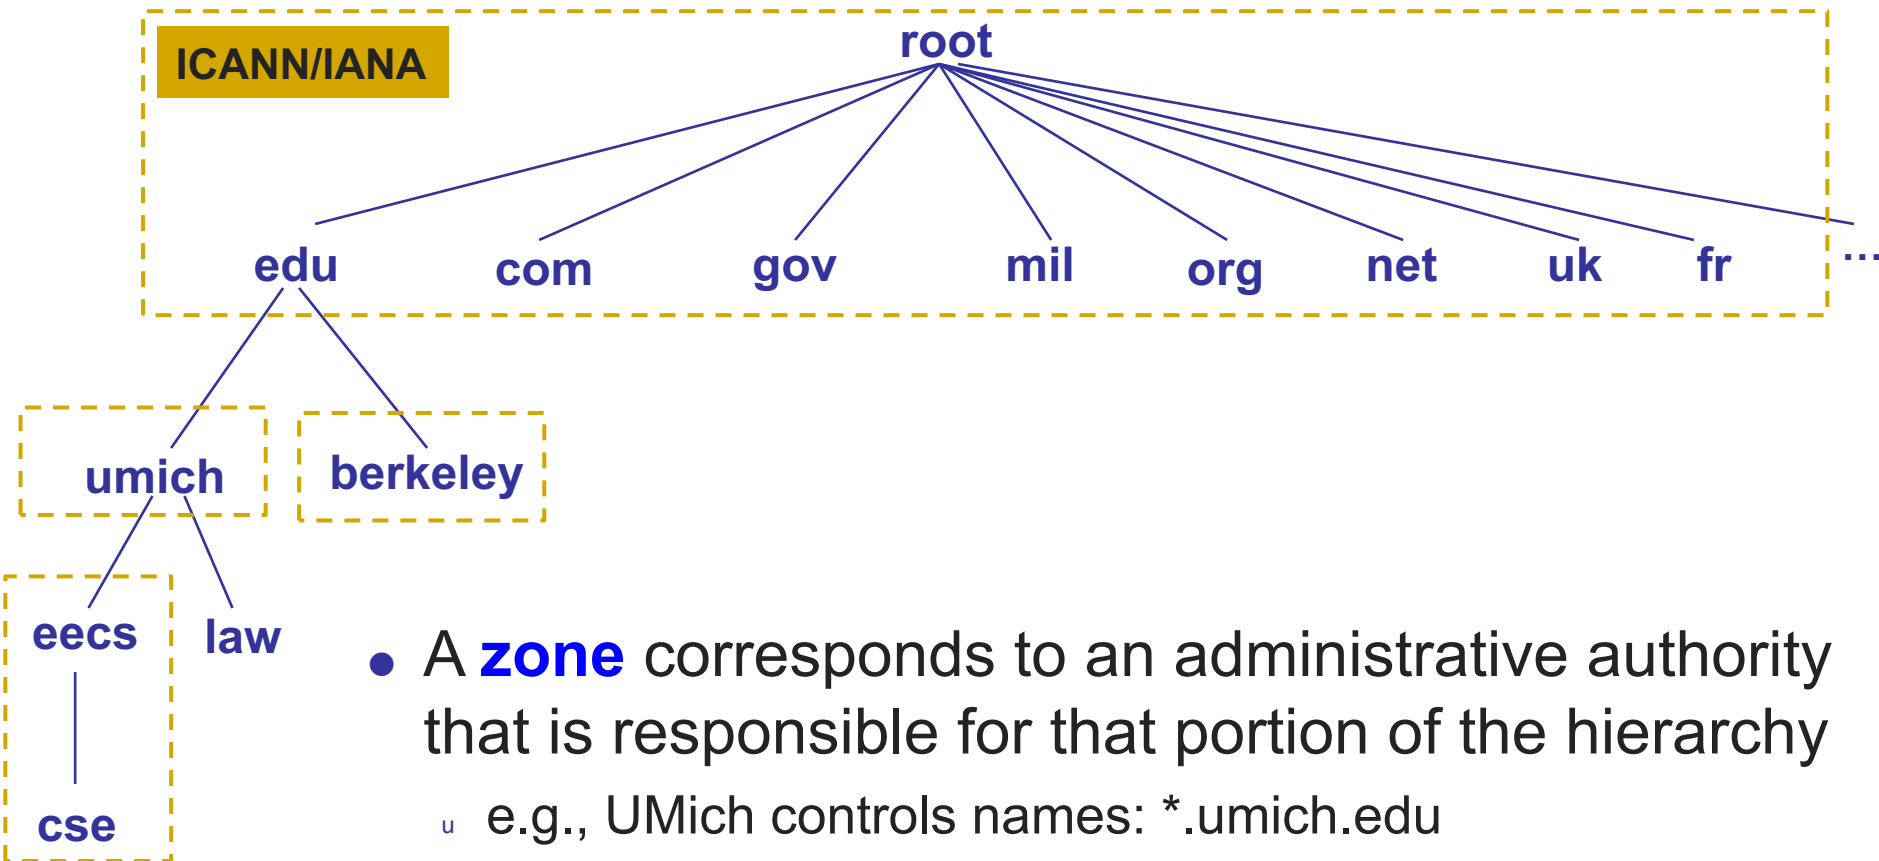 root
ICANN/IANA
edu com gov mil org net uk fr ...
umich berkeley
eecs law
cse
• A zone corresponds to an administrative authority
that is responsible for that portion of the hierarchy
u e.g., UMich controls names: *.umich.edu